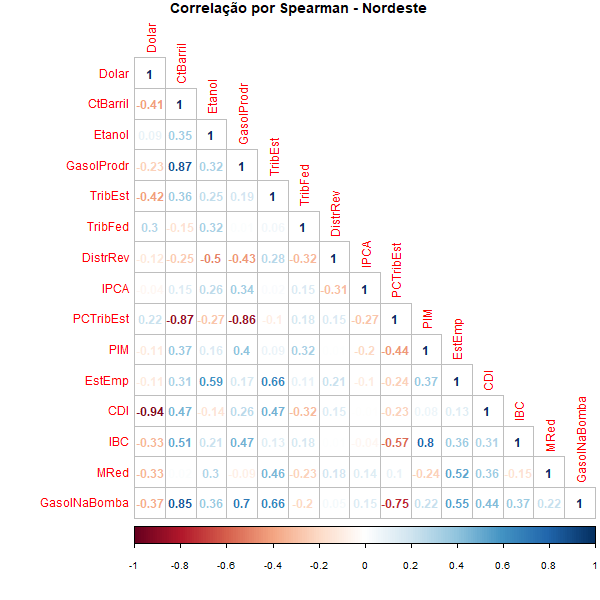 Correlação por Spearman - Nordeste
Dolar
Dolar 1 CtBarril
CtBarril -0.41 1 Etanol
Etanol 0.09 0.35 1 GasolProdr
GasolProdr -0.23 0.87 0.32 1 TribEst
TribEst -0.42 0.36 0.25 0.19 1 TribFed
TribFed 0.3 -0.15 0.32 1 DistrRev
DistrRev -0.12 -0.25 -0.5 -0.43 0.28 -0.32 1 IPCA
IPCA 0.15 0.26 0.34 0.15 -0.31 1 PCTribEst
PCTribEst 0.22 -0.87 -0.27 -0.86 -0.1 0.18 0.15 -0.27 1 PIM
PIM -0.11 0.37 0.16 0.4 0.09 0.32 -0.2 -0.44 1 EstEmp
EstEmp -0.11 0.31 0.59 0.17 0.66 0.11 0.21 -0.1 -0.24 0.37 1 CDI
CDI -0.94 0.47 -0.14 0.26 0.47 -0.32 0.15 -0.23 0.08 0.13 1 IBC
IBC -0.33 0.51 0.21 0.47 0.13 0.18 -0.57 0.8 0.36 0.31 1 MRed
MRed -0.33 0.3 -0.09 0.46 -0.23 0.18 0.14 0.1 -0.24 0.52 0.36 -0.15 1 GasolNaBomba
GasolNaBomba -0.37 0.85 0.36 0.7 0.66 -0.2 0.15 -0.75 0.22 0.55 0.44 0.37 0.22 1
-1 -0.8 -0.6 -0.4 -0.2 0 0.2 0.4 0.6 0.8 1